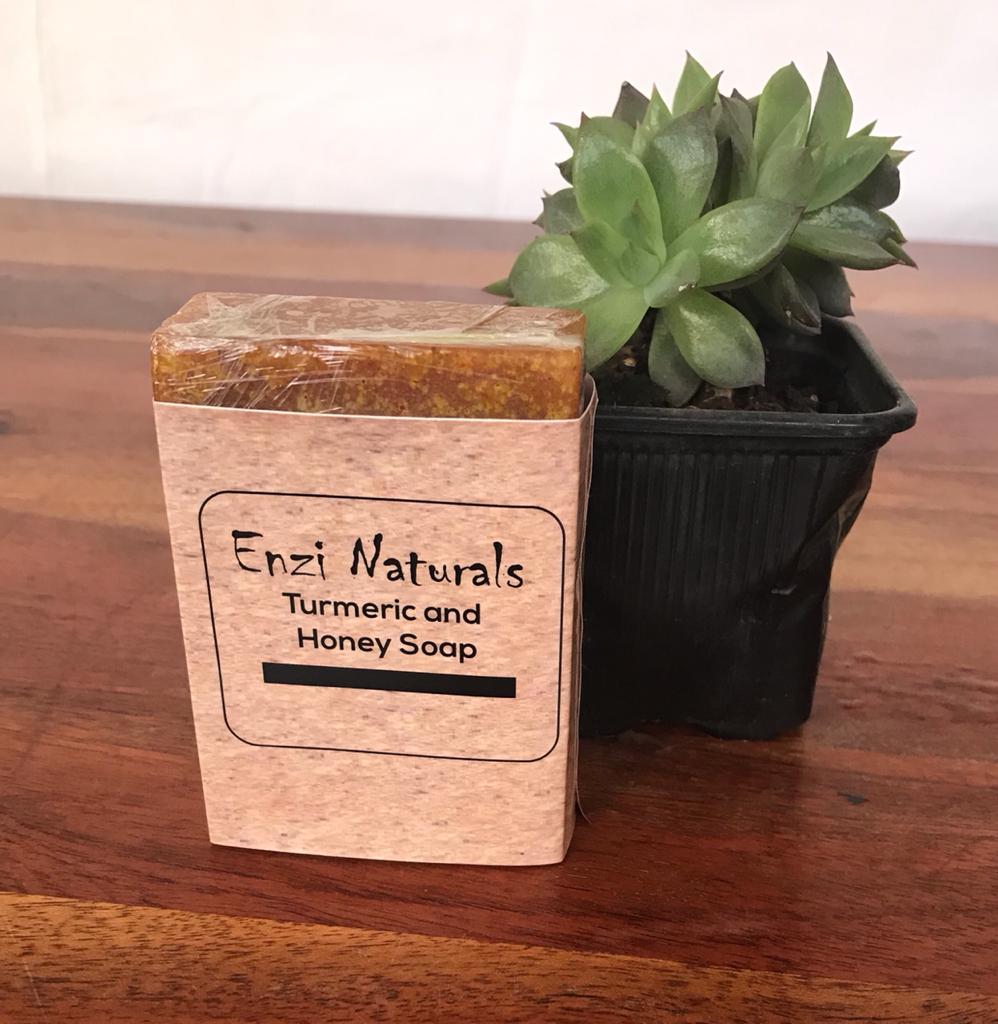 Enzi Naturals
Turmeric and
Honey Soap